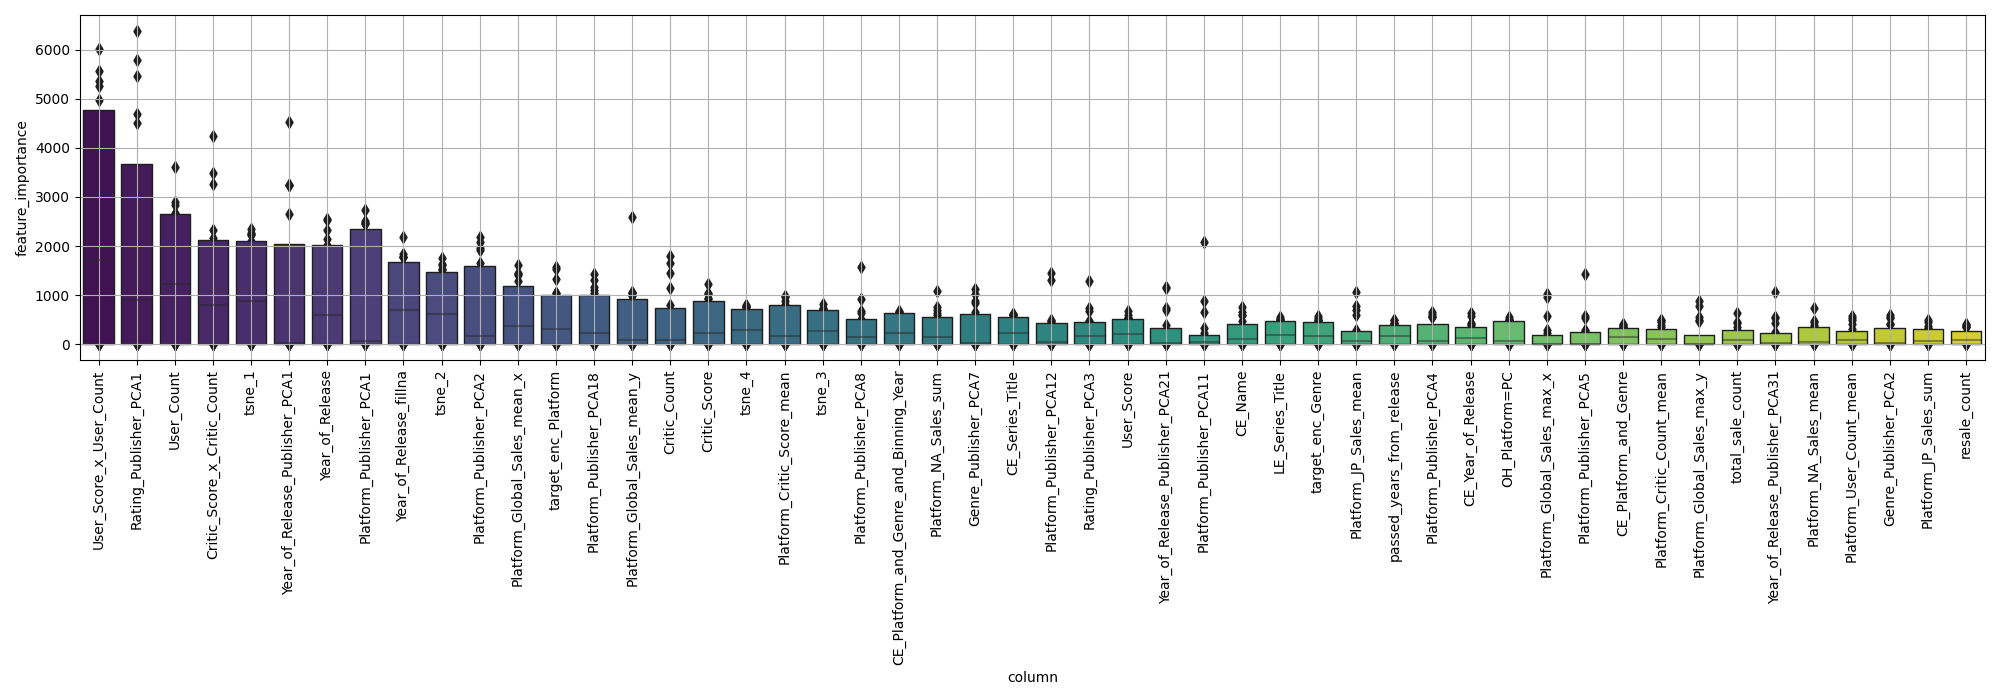 feature_importance
6000
5000
4000
3000
2000
1000
0
User_Score_x_User_Count
Rating_Publisher_PCA1
User_Count
Critic_Score_x_Critic_Count
tsne_1
Year_of_Release_Publisher_PCA1
Year_of_Release
Platform_Publisher_PCA1
Year_of_Release_fillna
tsne_2
Platform_Publisher_PCA2
Platform_Global_Sales_mean_x
target_enc_Platform
Platform_Publisher_PCA18
Platform_Global_Sales_mean_y
Critic_Count
Critic_Score
tsne_4
Platform_Critic_Score_mean
tsne_3
Platform_Publisher_PCA8
CE_Platform_and_Genre_and_Binning_Year
Platform_NA_Sales_sum
Genre_Publisher_PCA7
CE_Series_Title
Platform_Publisher_PCA12
Rating_Publisher_PCA3
User_Score
Year_of_Release_Publisher_PCA21
Platform_Publisher_PCA11
CE_Name
LE_Series_Title
target_enc_Genre
Platform_JP_Sales_mean
passed_years_from_release
Platform_Publisher_PCA4
CE_Year_of_Release
OH_Platform=PC
Platform_Global_Sales_max_x
Platform_Publisher_PCA5
CE_Platform_and_Genre
Platform_Critic_Count_mean
Platform_Global_Sales_max_y
total_sale_count
Year_of_Release_Publisher_PCA31
Platform_NA_Sales_mean
Platform_User_Count_mean
Genre_Publisher_PCA2
Platform_JP_Sales_sum
resale_count
column